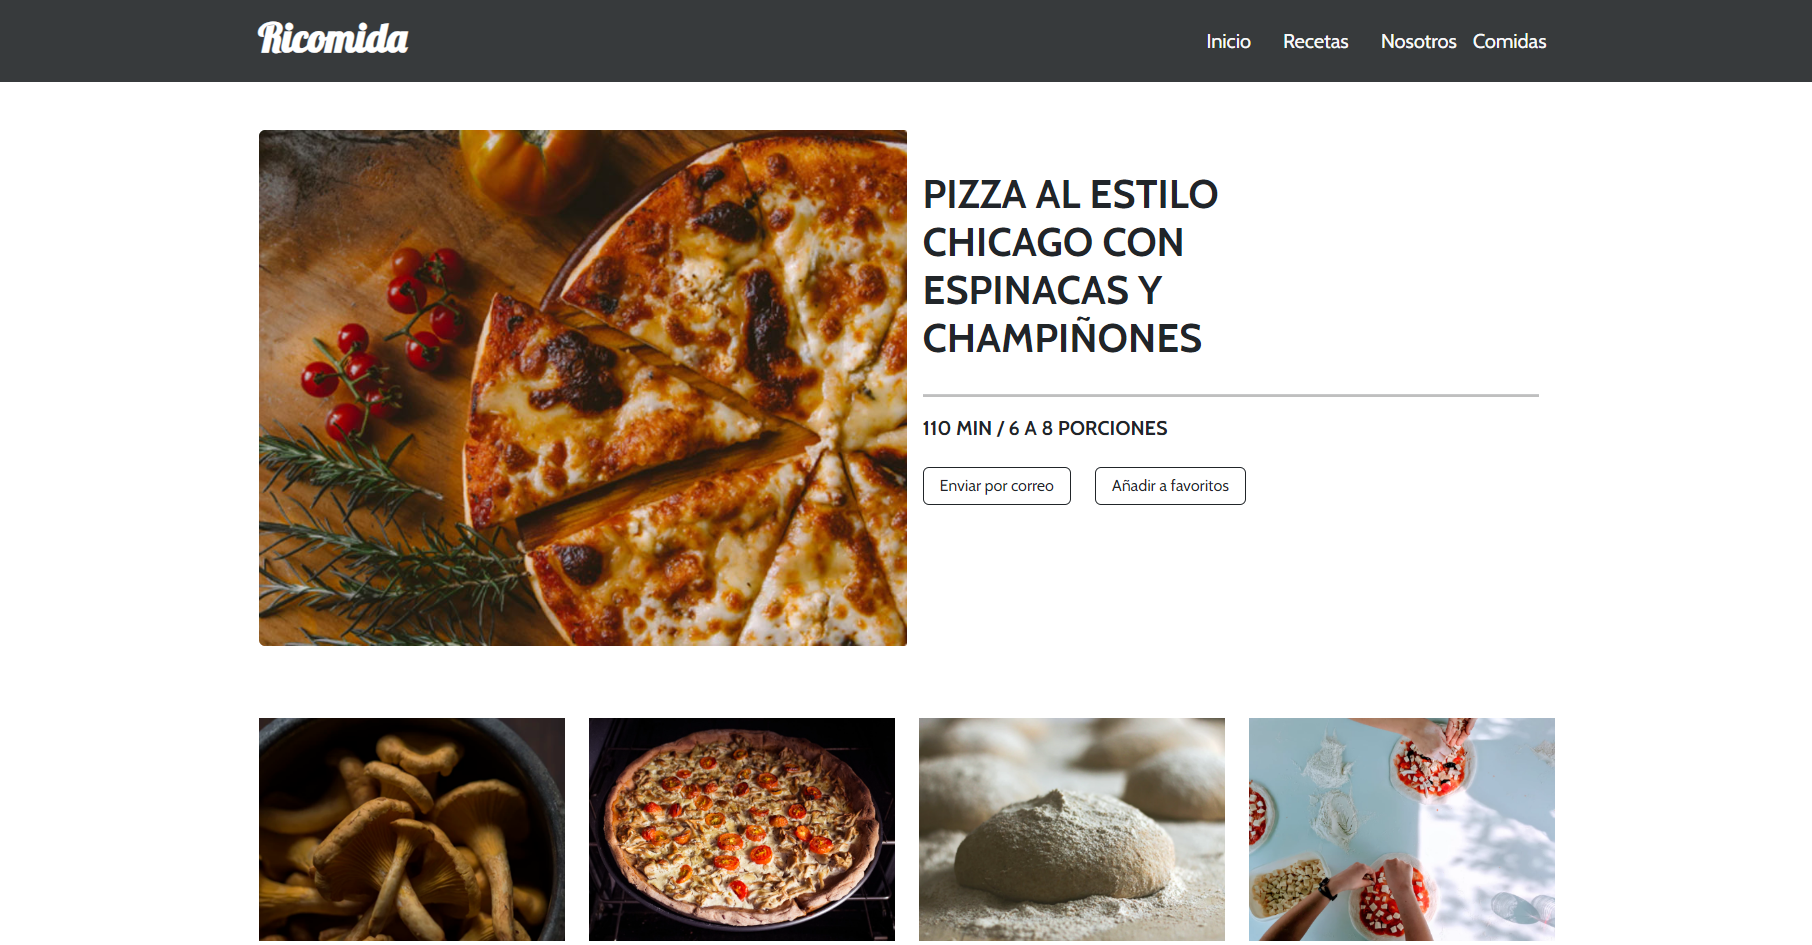 Ricomida
Inicio Recetas Nosotros Comidas
PIZZA AL ESTILO
CHICAGO CON
ESPINACAS Y
CHAMPIÑONES
110 MIN / 6 A 8 PORCIONES
Enviar por correo Añadir a favoritos